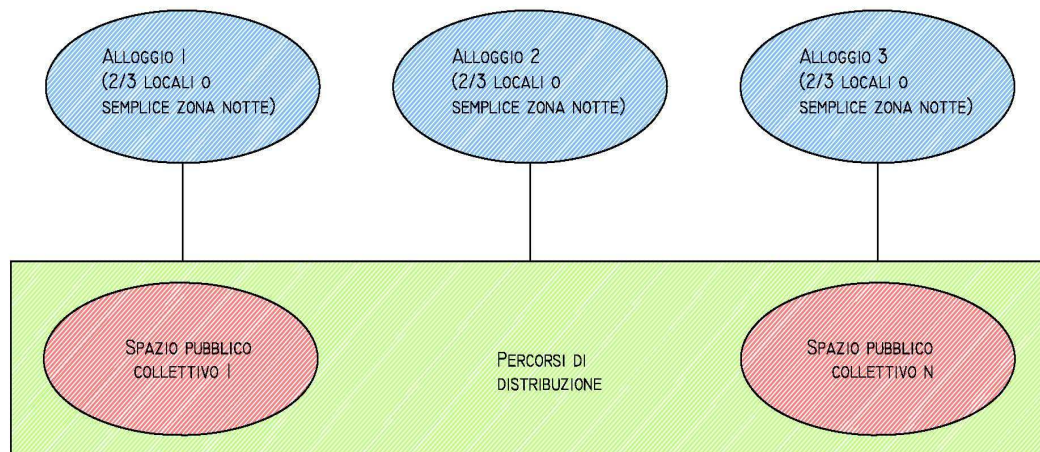 Alloggio 1
(2/3 locali o
semplice zona notte)
Alloggio 2
(2/3 locali o
semplice zona notte)
Alloggio 3
(2/3 locali o
semplice zona notte)
Spazio pubblico
collettivo 1
Percorsi di
distribuzione
Spazio pubblico
collettivo n